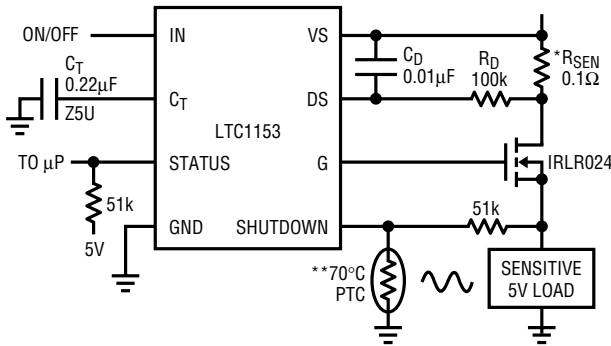 ON/OFF
IN
VS
C_D
0.01µF
R_D
100k
*R_SEN
0.1Ω
C_T
0.22µF
Z5U
C_T
DS
LTC1153
TO µP
STATUS
G
IRLR024
51k
5V
GND
SHUTDOWN
51k
**70°C
PTC
SENSITIVE
5V LOAD